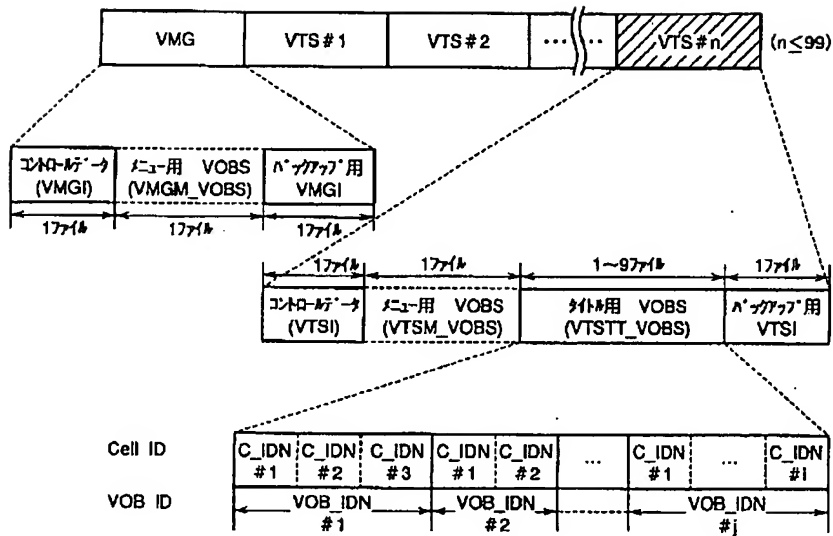 VMG VTS#1 VTS#2 ... .. VTS#n (n≤99)
コントロールデータ メニュー用 VOBS バックアップ用
(VMGI) (VMGM_VOBS) VMGI
1ファイル 1ファイル 1ファイル
1ファイル 1ファイル 1～9ファイル 1ファイル
コントロールデータ メニュー用 VOBS タイトル用 VOBS バックアップ用
(VTSI) (VTSM_VOBS) (VTSTT_VOBS) VTSI
Cell ID C_IDN C_IDN C_IDN C_IDN C_IDN ... C_IDN ... C_IDN
#1 #2 #3 #1 #2 #1 #i
VOB ID VOB_IDN VOB_IDN VOB_IDN
#1 #2 #j